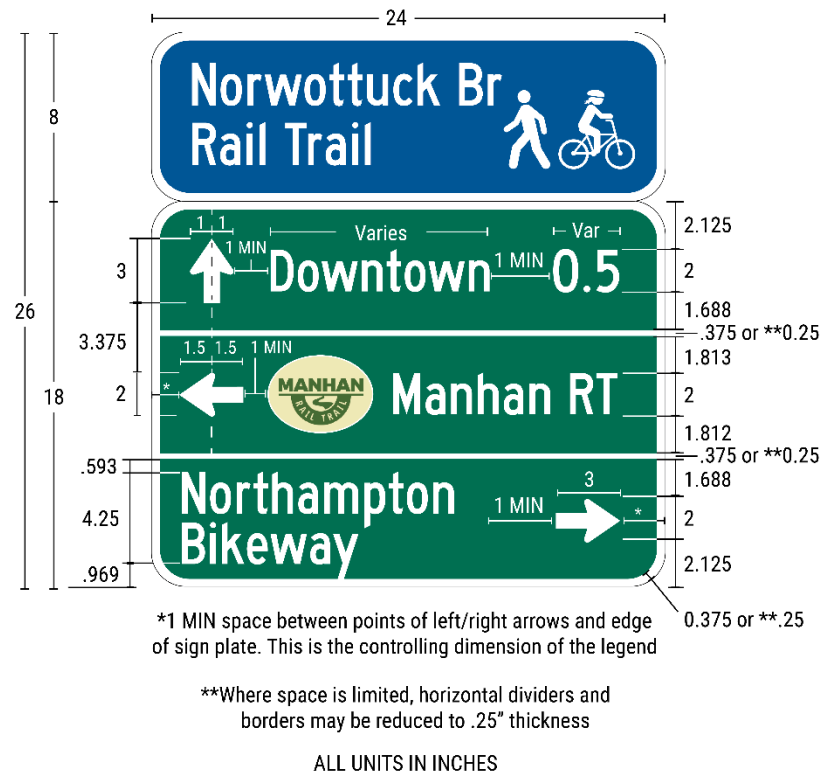 24
Norwottuck Br
Rail Trail
8
26
18
1 1
1 MIN
Varies
Var
Downtown
1 MIN
0.5
3
2.125
2
1.688
.375 or **0.25
3.375
1.5 1.5
1 MIN
*
2
MANHAN
RAIL TRAIL
Manhan RT
1.813
2
1.812
.375 or **0.25
.593
4.25
.969
Northampton
Bikeway
1 MIN
3
*
1.688
2
2.125
0.375 or **.25
*1 MIN space between points of left/right arrows and edge
of sign plate. This is the controlling dimension of the legend
**Where space is limited, horizontal dividers and
borders may be reduced to .25” thickness
ALL UNITS IN INCHES